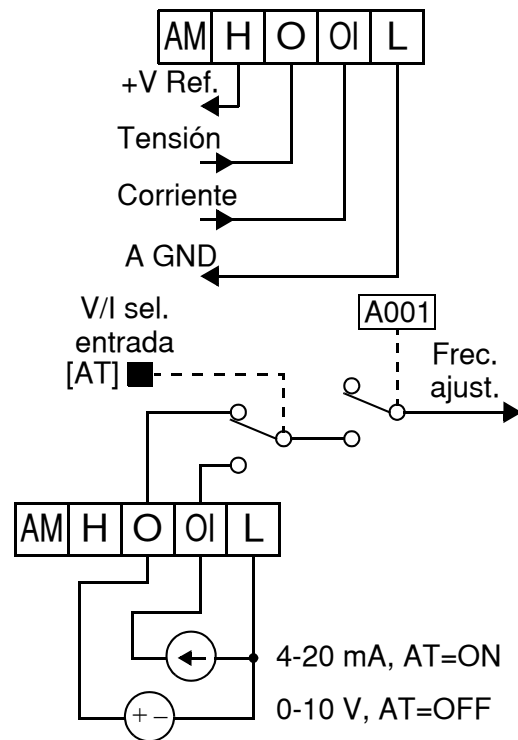 AM H O OI L
+V Ref.
Tensión
Corriente
A GND
V/I sel.
entrada
[AT]
A001
Frec.
ajust.
AM H O OI L
4-20 mA, AT=ON
+ −
0-10 V, AT=OFF